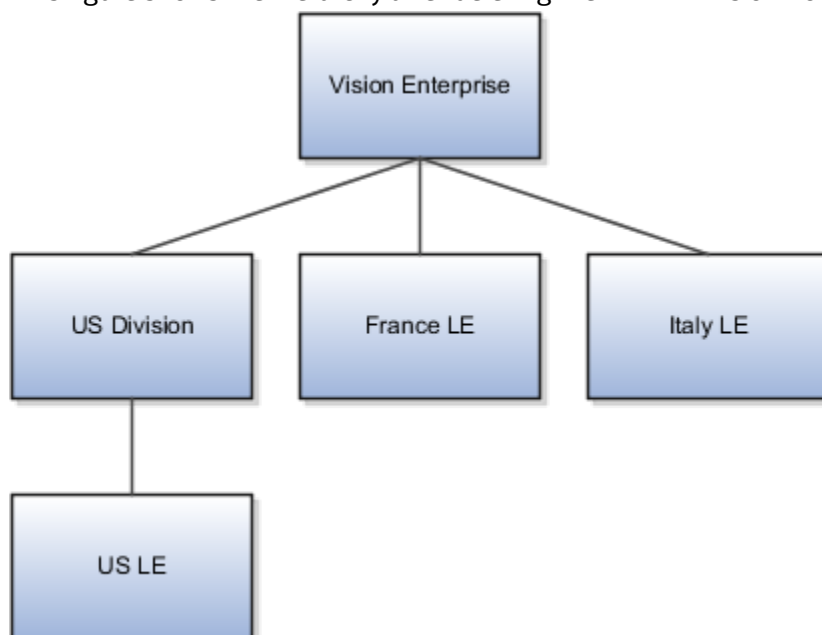 Vision Enterprise
US Division
France LE
Italy LE
US LE